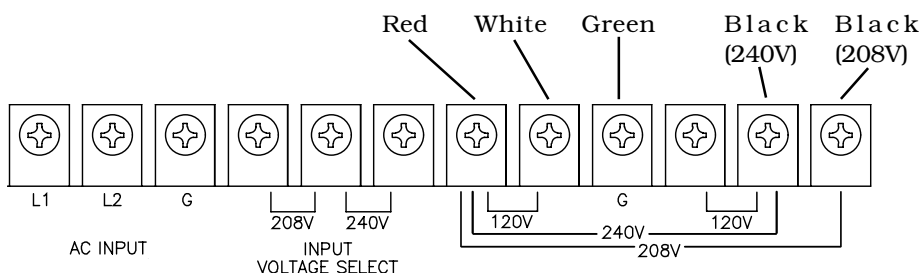 Red White Green Black Black
(240V) (208V)
L1 L2 G G
208V 240V 120V 120V
240V
AC INPUT INPUT 208V
VOLTAGE SELECT